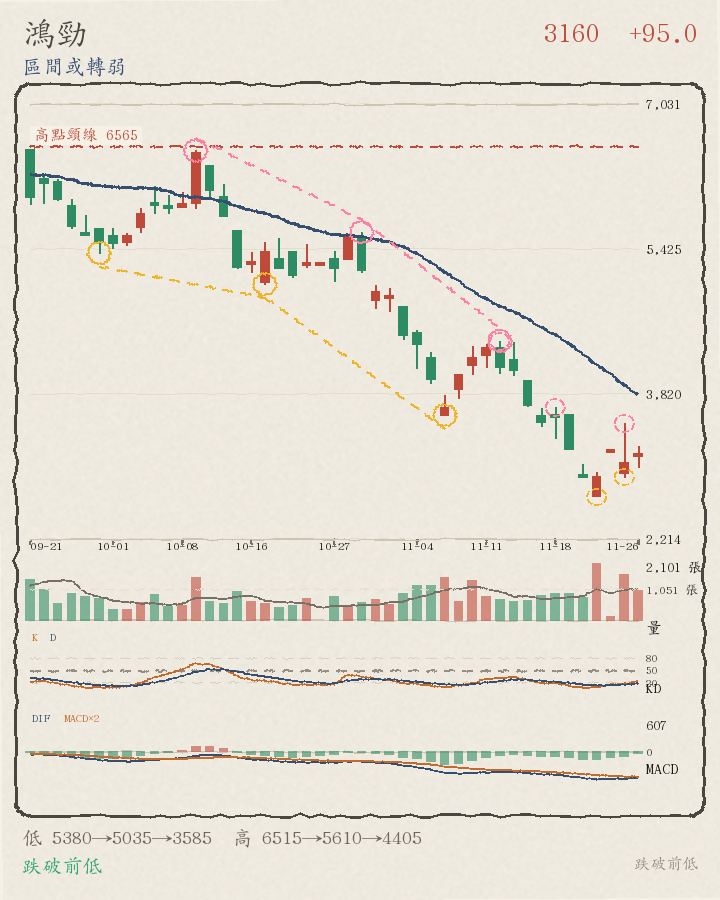 鴻勁
3160 +95.0
區間或轉弱
7,031
高點頸線 6565
5,425
3,820
2,214
09-21 10-01 10-08 10-16 10-27 11-04 11-11 11-18 11-26
2,101 張
1,051 張
量
K D
80
50
20
KD
DIF MACD×2
607
0
MACD
低 5380→5035→3585 高 6515→5610→4405
跌破前低
跌破前低